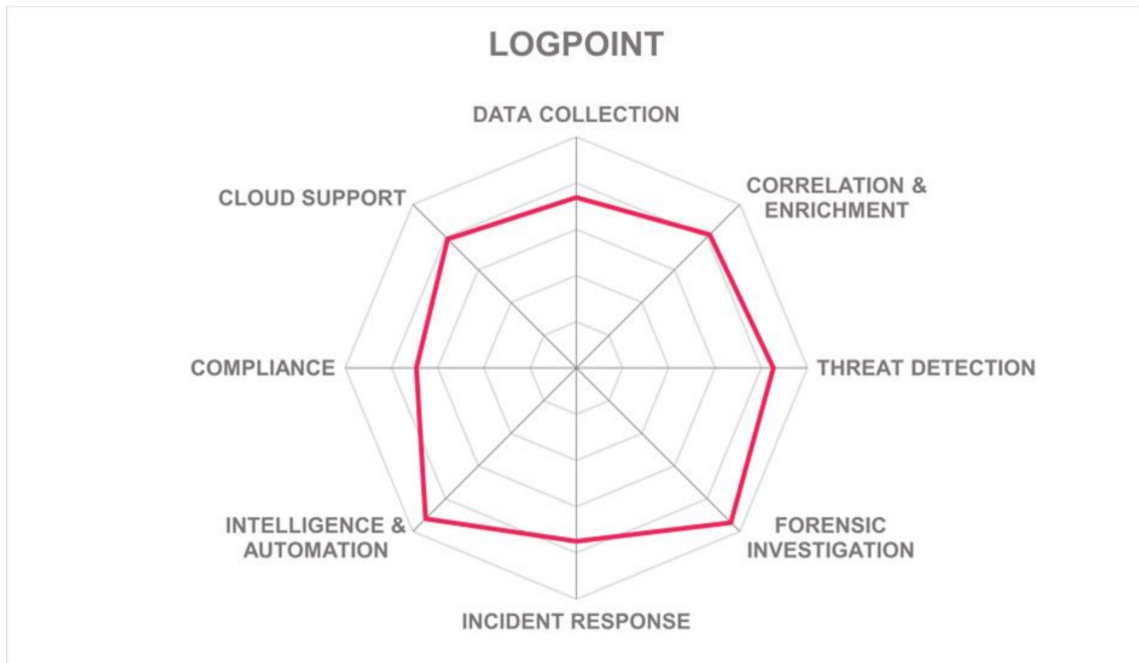 LOGPOINT
DATA COLLECTION
CLOUD SUPPORT
CORRELATION &
ENRICHMENT
COMPLIANCE
THREAT DETECTION
INTELLIGENCE &
AUTOMATION
FORENSIC
INVESTIGATION
INCIDENT RESPONSE